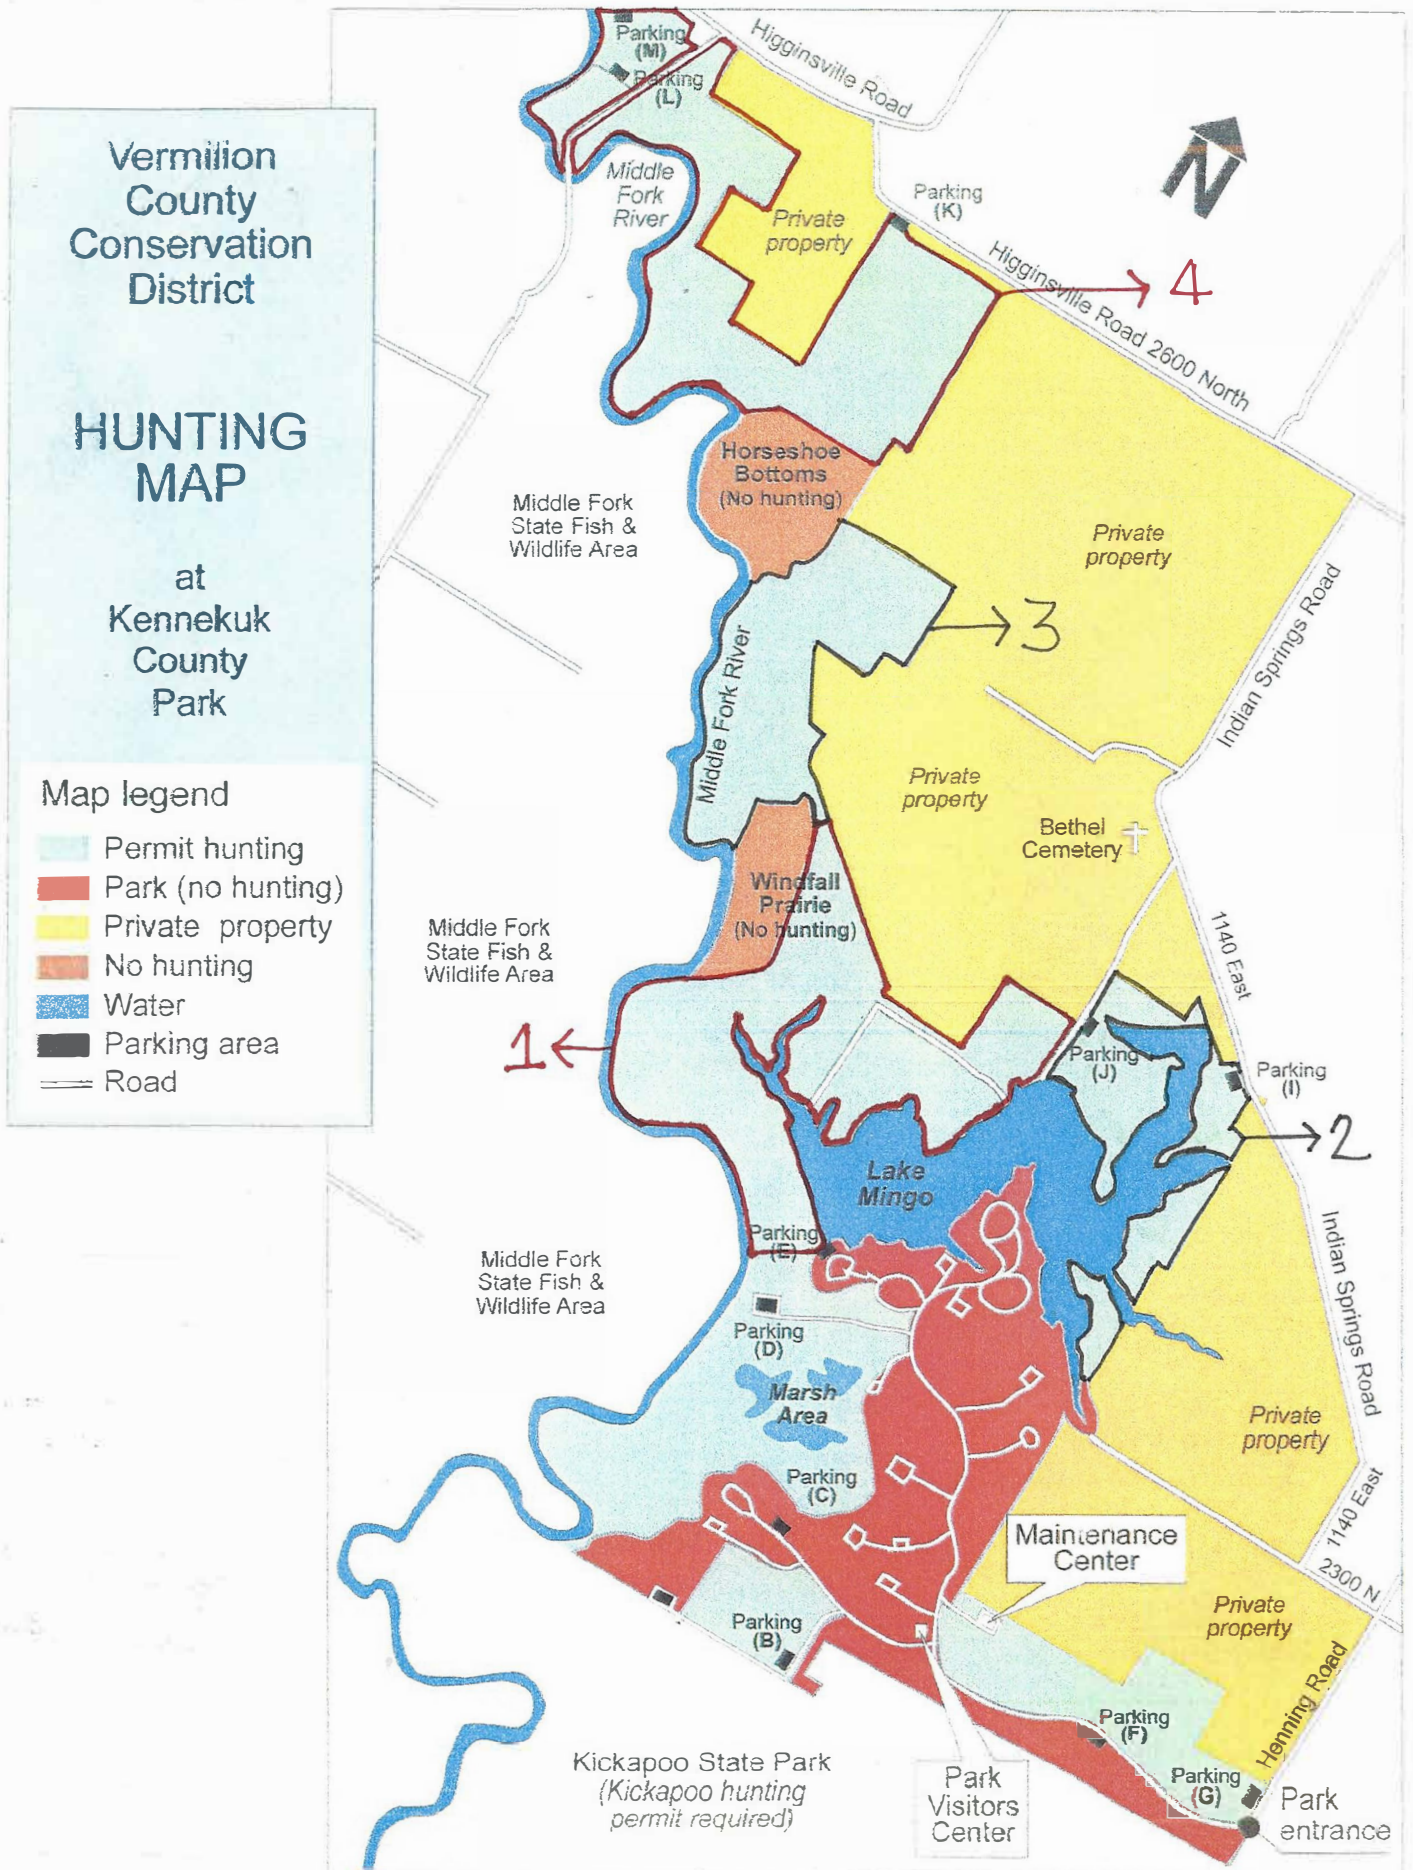 Vermilion
County
Conservation
District
HUNTING
MAP
at
Kennekuk
County
Park
Map legend
Permit hunting
Park (no hunting)
Private property
No hunting
Water
Parking area
Road
Parking
(M)
Parking
(L)
Higginsville Road
N
Middle
Fork
River
Private
property
Parking
(K)
Higginsville Road 2600 North
4
Horseshoe
Bottoms
(No hunting)
Middle Fork
State Fish &
Wildlife Area
Private
property
Indian Springs Road
3
Middle Fork River
Private
property
Bethel
Cemetery
Windfall
Prairie
(No hunting)
Middle Fork
State Fish &
Wildlife Area
1140 East
1
Parking
(J)
Parking
(I)
2
Lake
Mingo
Parking
(E)
Middle Fork
State Fish &
Wildlife Area
Indian Springs Road
Parking
(D)
Marsh
Area
Private
property
Parking
(C)
1140 East
Maintenance
Center
2300 N
Private
property
Parking
(B)
Henning Road
Parking
(F)
Kickapoo State Park
(Kickapoo hunting
permit required)
Park
Visitors
Center
Parking
(G)
Park
entrance